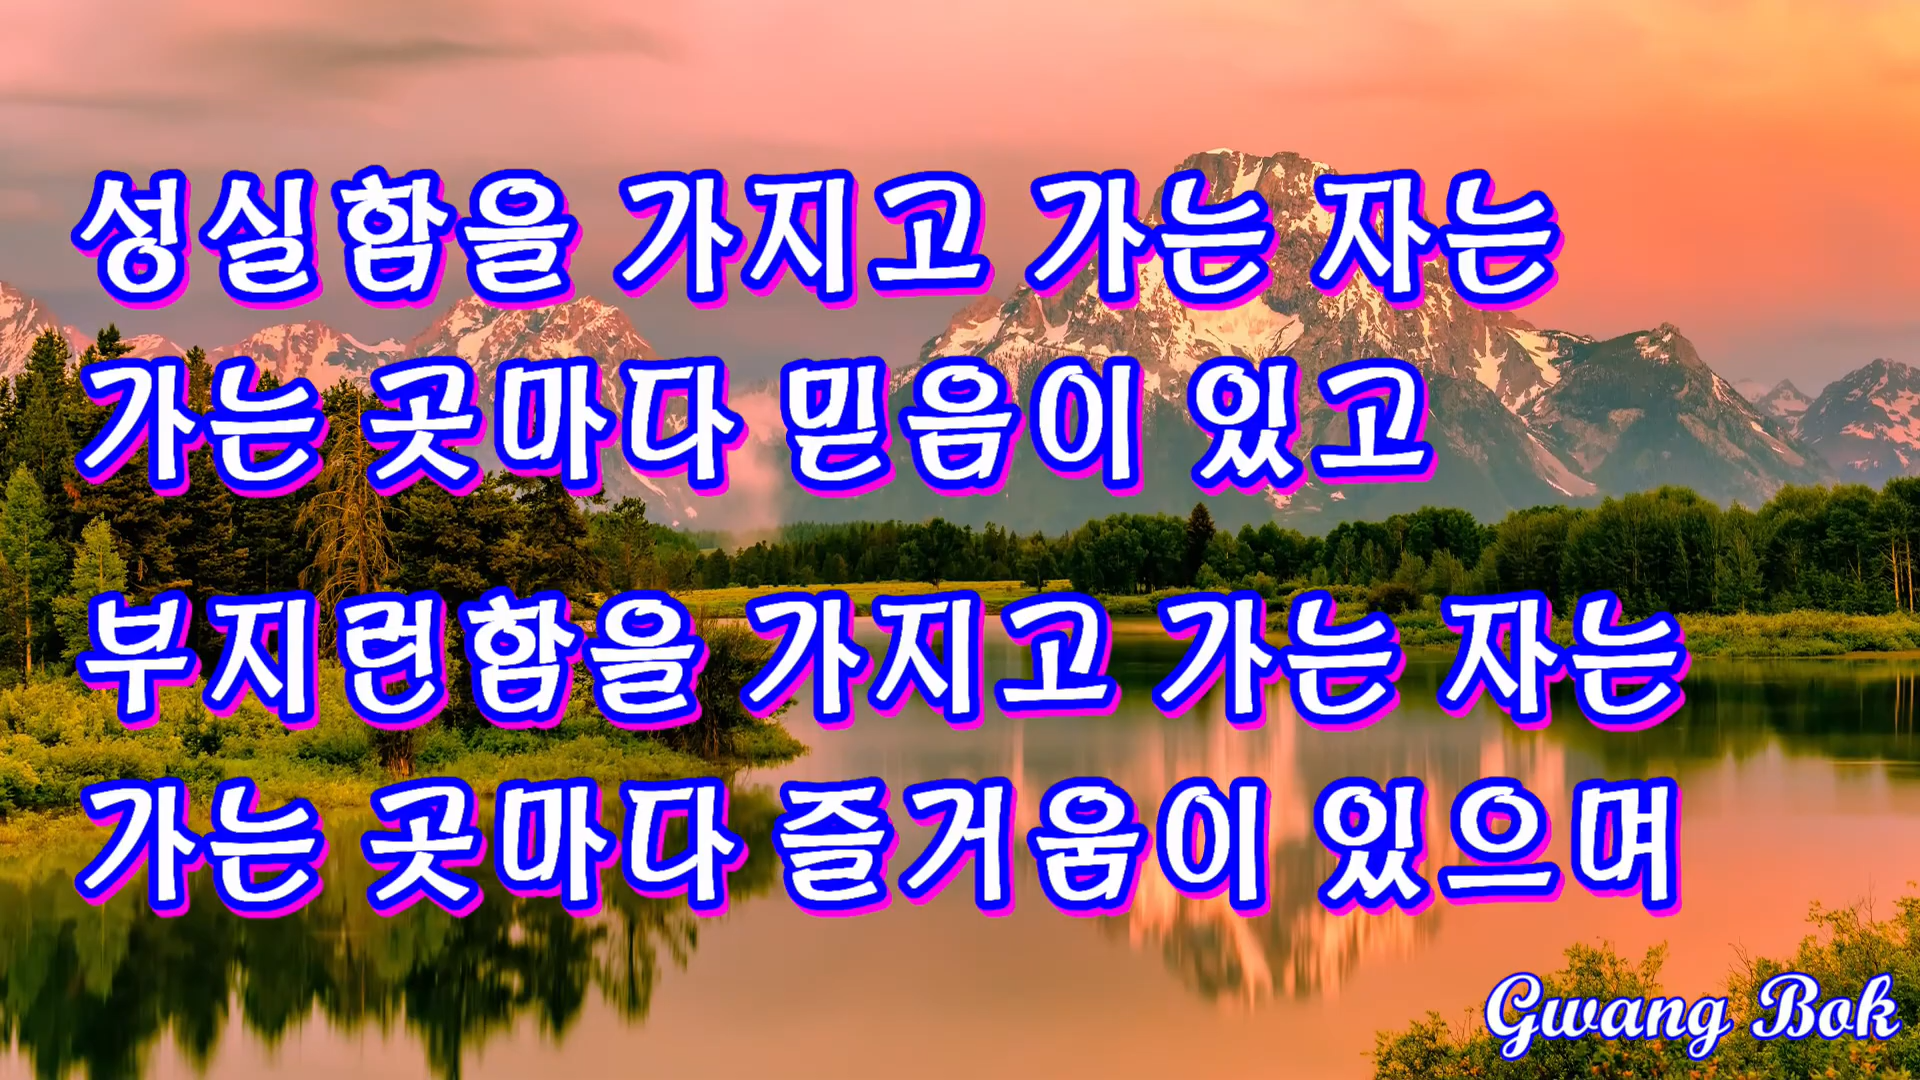 성실함을 가지고 가는 자는
가는 곳마다 믿음이 있고
부지런함을 가지고 가는 자는
가는 곳마다 즐거움이 있으며
Gwang Bok